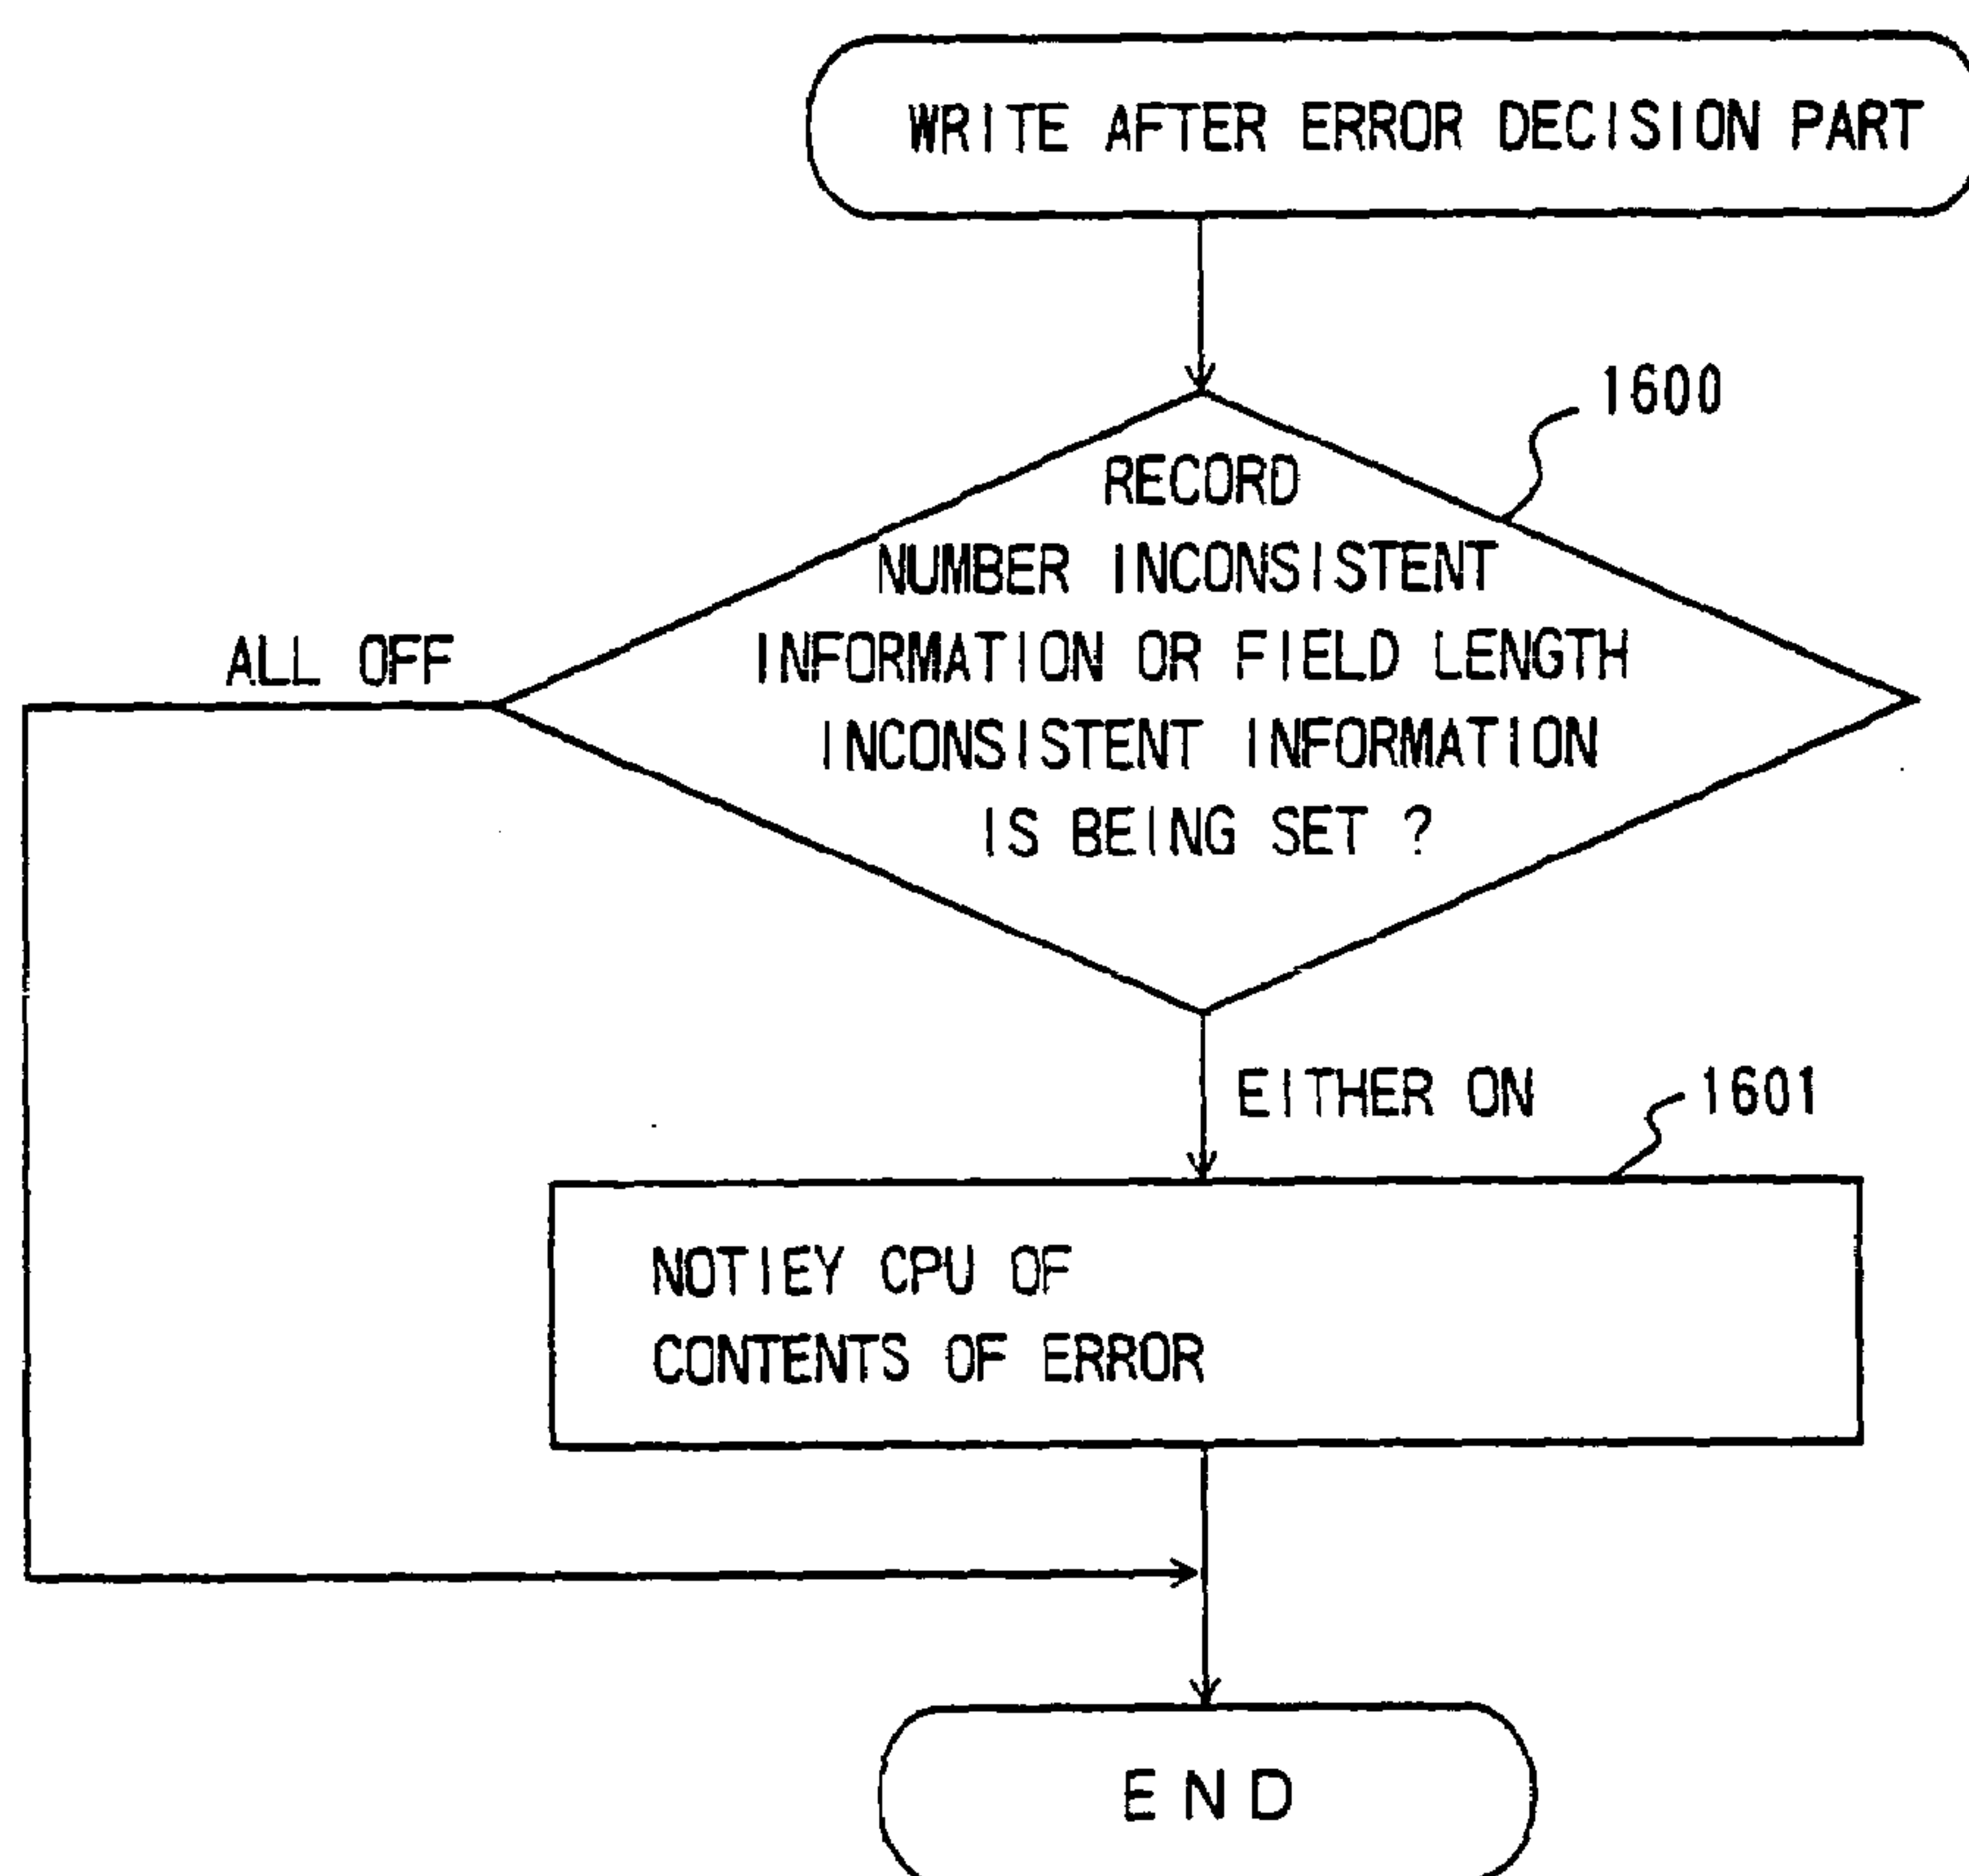 WRITE AFTER ERROR DECISION PART
1600
RECORD
NUMBER INCONSISTENT
INFORMATION OR FIELD LENGTH
INCONSISTENT INFORMATION
IS BEING SET ?
ALL OFF
EITHER ON
1601
NOTIEY CPU OF
CONTENTS OF ERROR
END